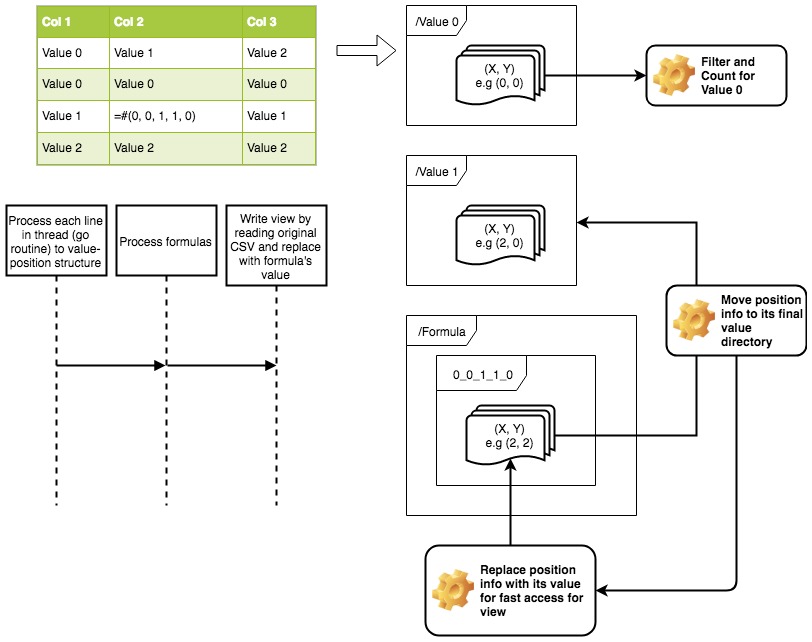 Col 1 Col 2 Col 3
Value 0 Value 1 Value 2
Value 0 Value 0 Value 0
Value 1 =#(0, 0, 1, 1, 0) Value 1
Value 2 Value 2 Value 2
/Value 0
(X, Y)
e.g (0, 0)
Filter and
Count for
Value 0
/Value 1
(X, Y)
e.g (2, 0)
Process each line
in thread (go
routine) to value-
position structure
Process formulas
Write view by
reading original
CSV and replace
with formula's
value
Move position
info to its final
value
directory
/Formula
0_0_1_1_0
(X, Y)
e.g (2, 2)
Replace position
info with its value
for fast access for
view